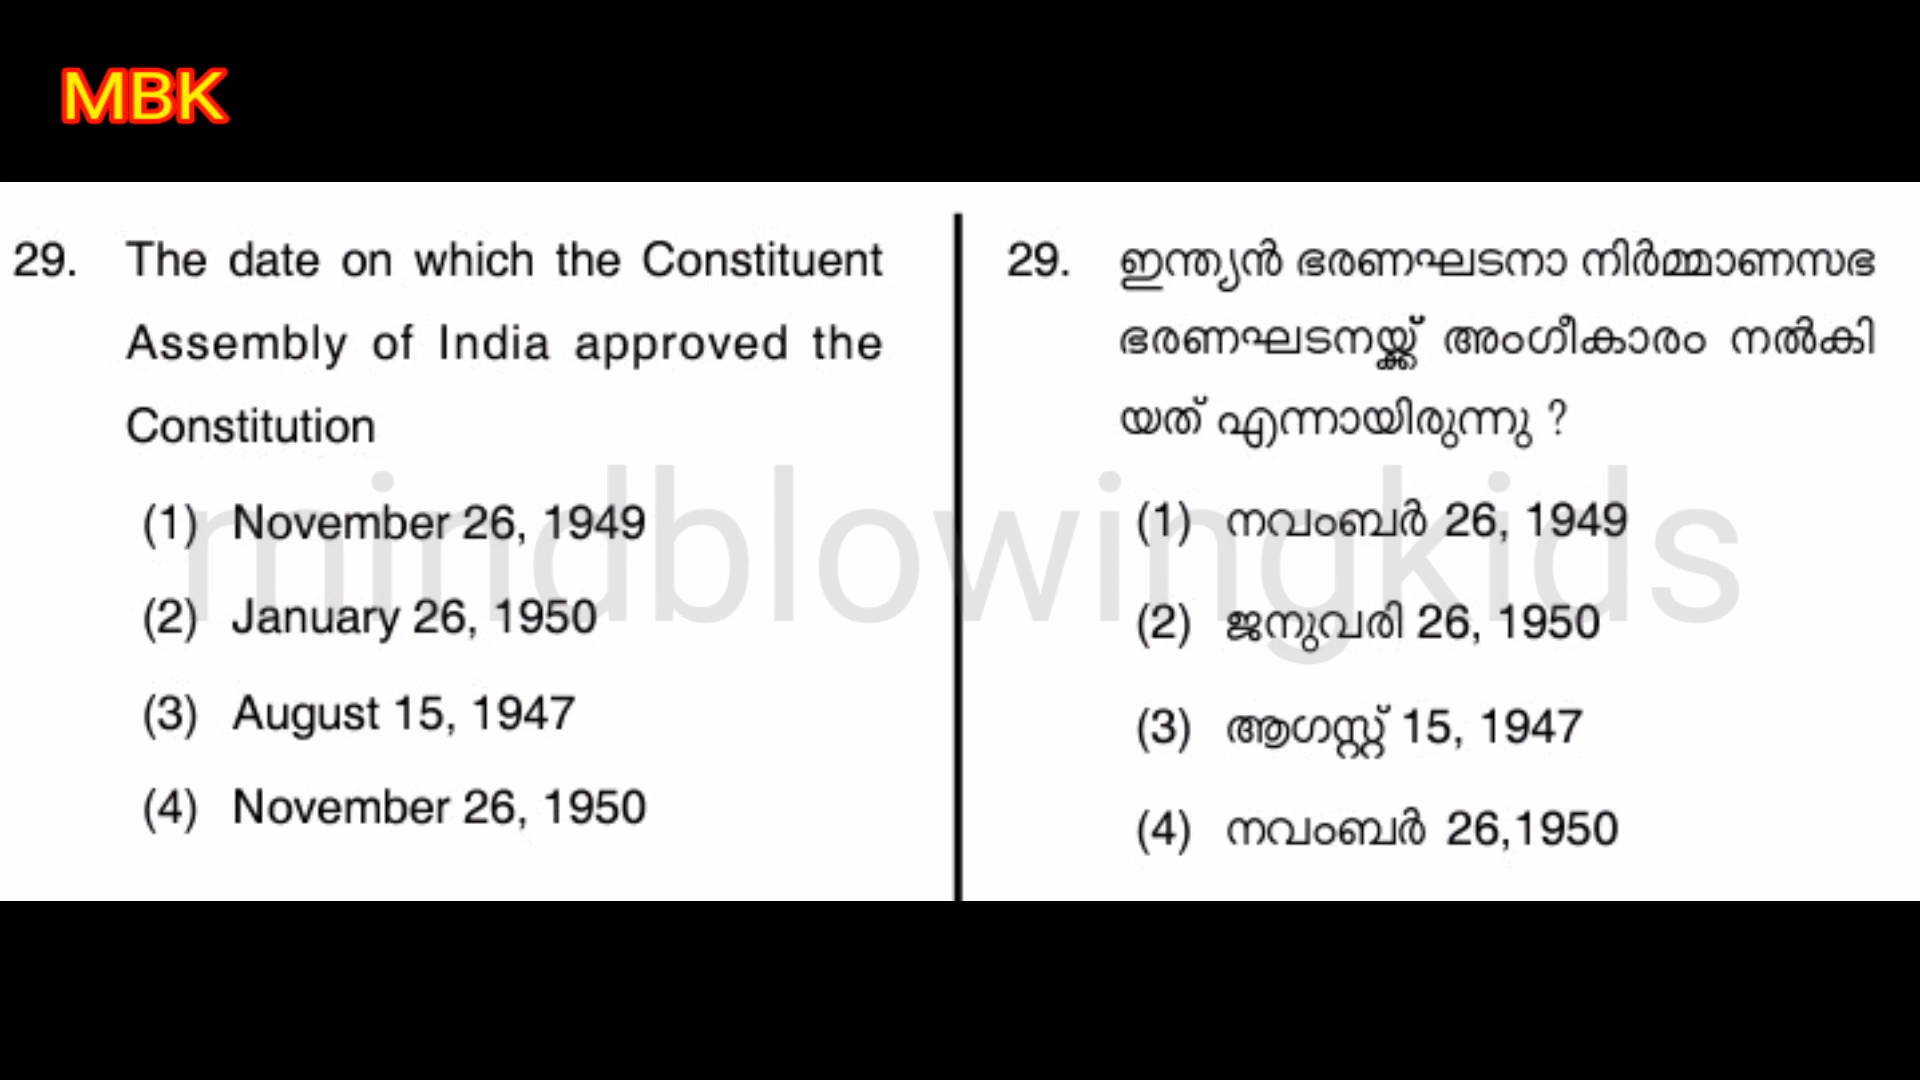 MBK
29. The date on which the Constituent
Assembly of India approved the
Constitution
(1) November 26, 1949
(2) January 26, 1950
(3) August 15, 1947
(4) November 26, 1950
29. ഇന്ത്യൻ ഭരണഘടനാ നിർമ്മാണസഭ
ഭരണഘടനയ്ക്ക് അംഗീകാരം നൽകി
യത് എന്നായിരുന്നു ?
(1) നവംബർ 26, 1949
(2) ജനുവരി 26, 1950
(3) ആഗസ്റ്റ് 15, 1947
(4) നവംബർ 26,1950
mindblowingkids